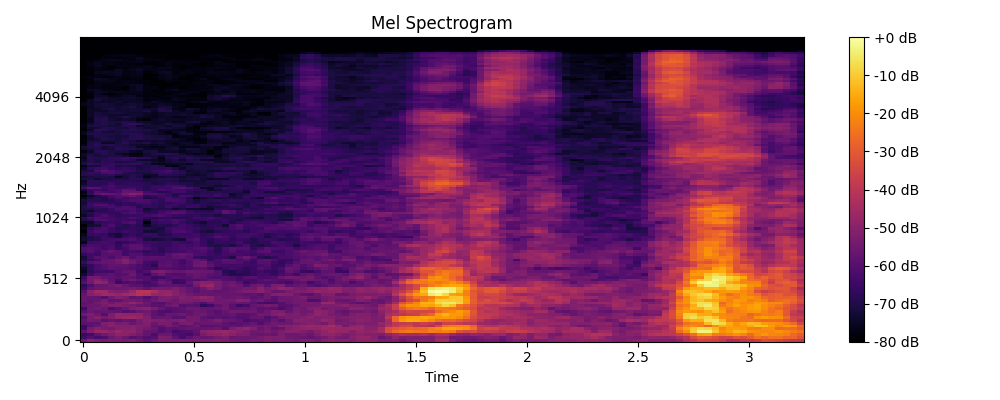 Mel Spectrogram
+0 dB
-10 dB
-20 dB
-30 dB
-40 dB
-50 dB
-60 dB
-70 dB
-80 dB
Hz
4096
2048
1024
512
0
0 0.5 1 1.5 2 2.5 3
Time